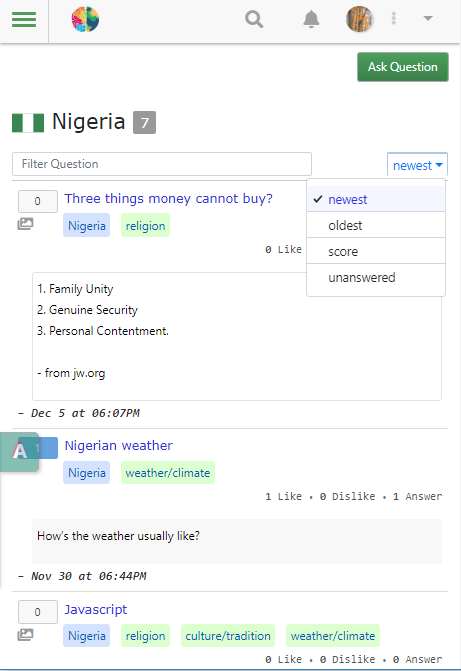 Ask Question
Nigeria 7
Filter Question
newest
0
Three things money cannot buy?
Nigeria religion
0 Like
newest
oldest
score
unanswered
1. Family Unity
2. Genuine Security
3. Personal Contentment.
- from jw.org
- Dec 5 at 06:07PM
A
Nigerian weather
Nigeria weather/climate
1 Like • 0 Dislike • 1 Answer
How's the weather usually like?
- Nov 30 at 06:44PM
0
Javascript
Nigeria religion culture/tradition weather/climate
0 Like • 0 Dislike • 0 Answer